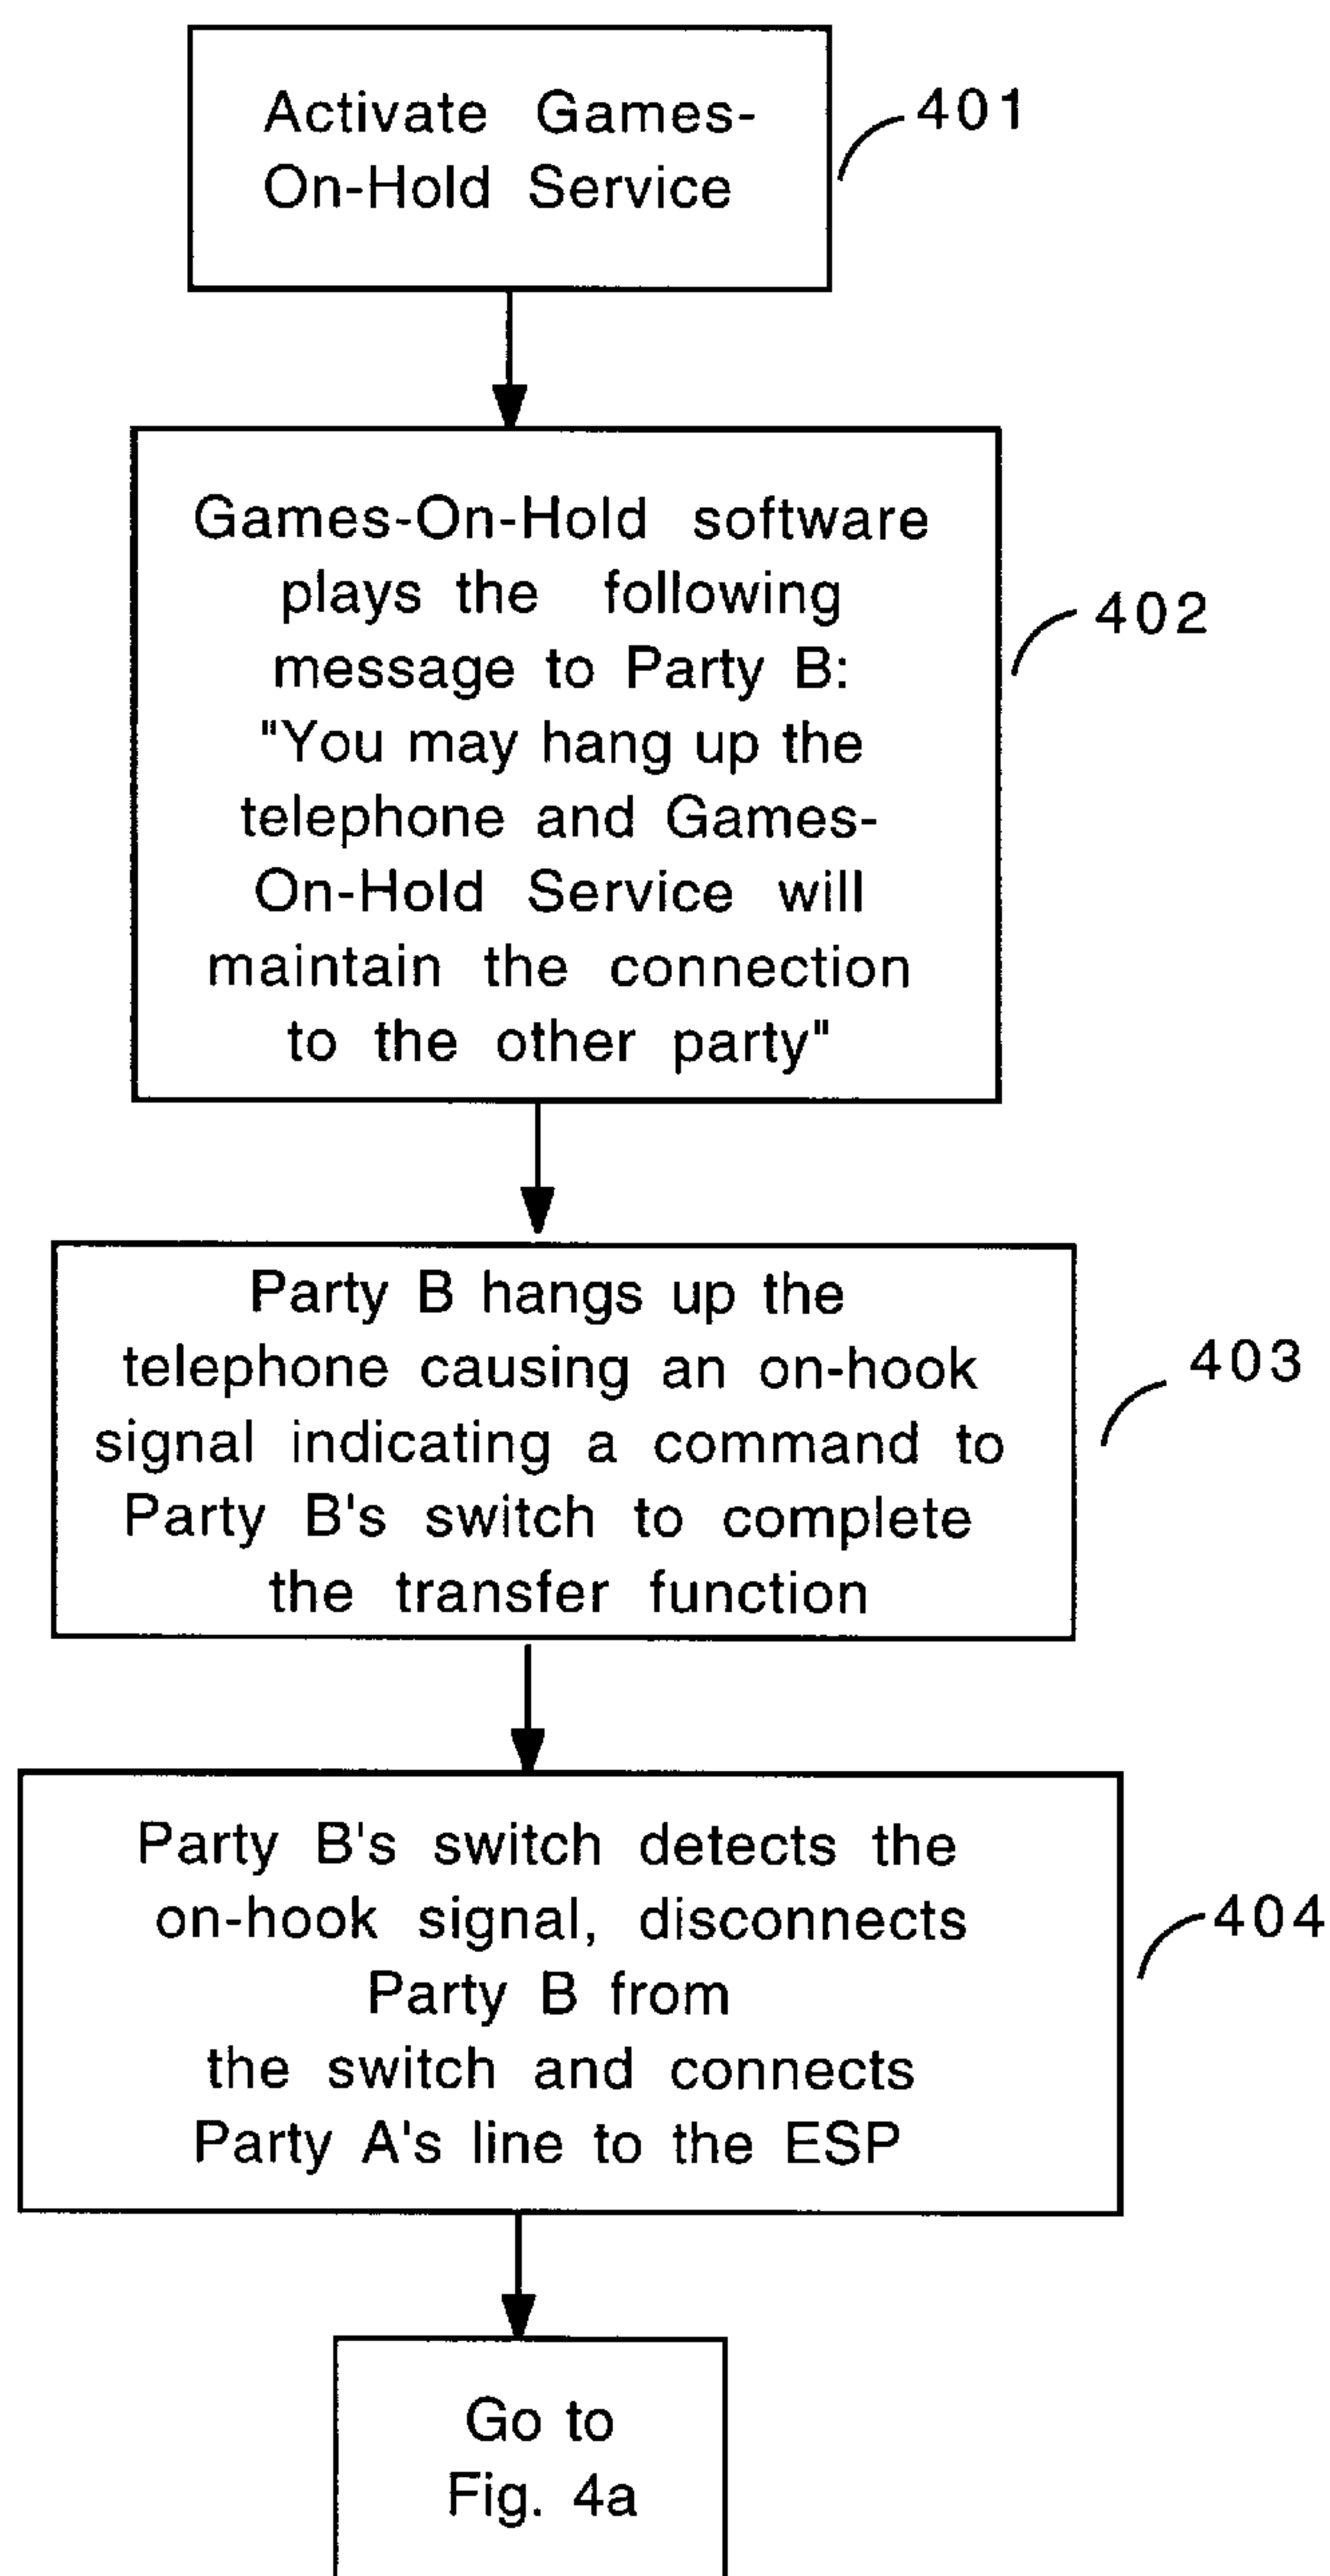 Activate Games-
On-Hold Service
401
Games-On-Hold software
plays the following
message to Party B:
"You may hang up the
telephone and Games-
On-Hold Service will
maintain the connection
to the other party"
402
Party B hangs up the
telephone causing an on-hook
signal indicating a command to
Party B's switch to complete
the transfer function
403
Party B's switch detects the
on-hook signal, disconnects
Party B from
the switch and connects
Party A's line to the ESP
404
Go to
Fig. 4a